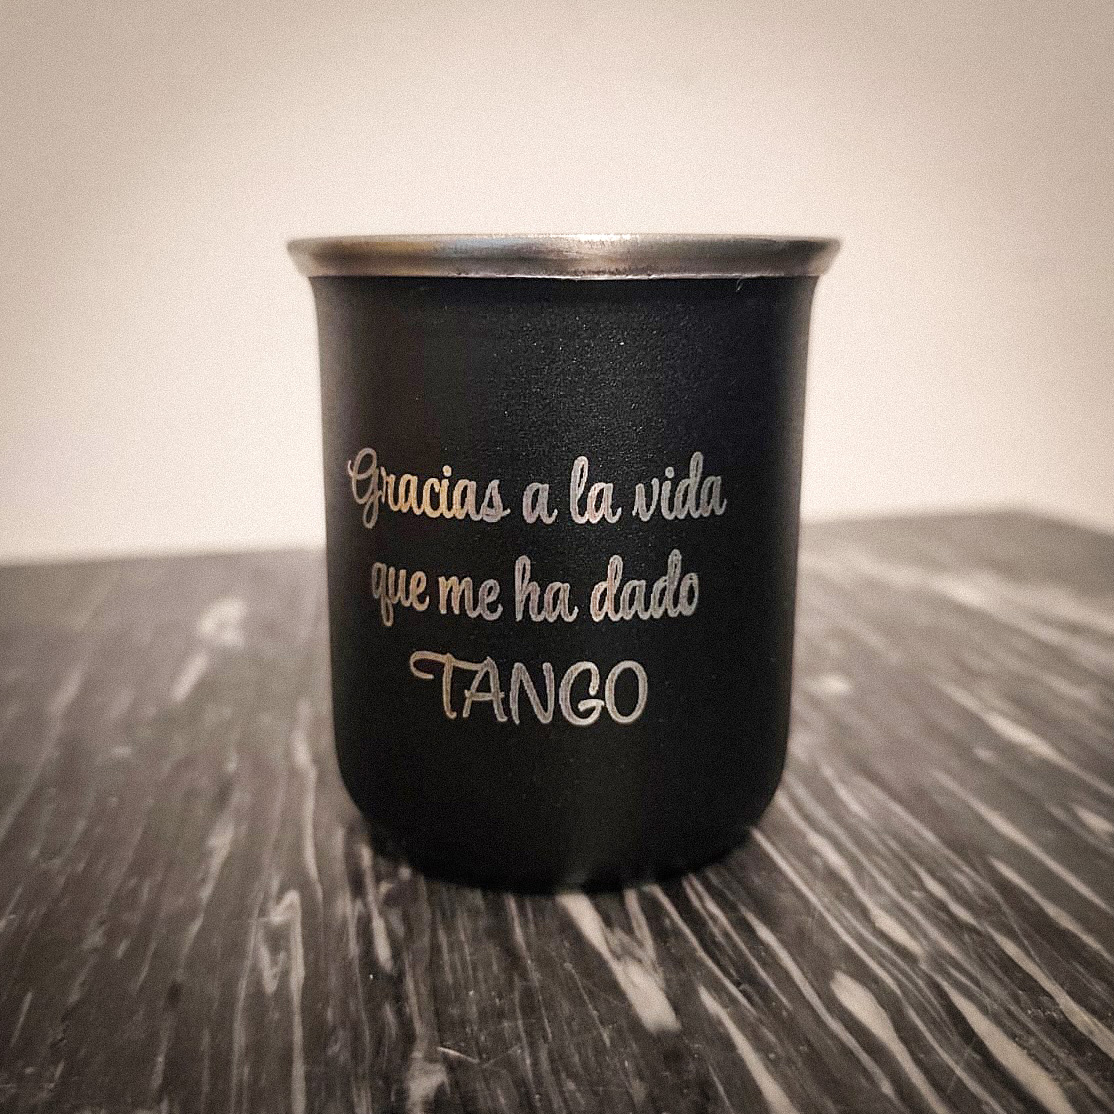 Gracias a la vida
que me ha dado
TANGO